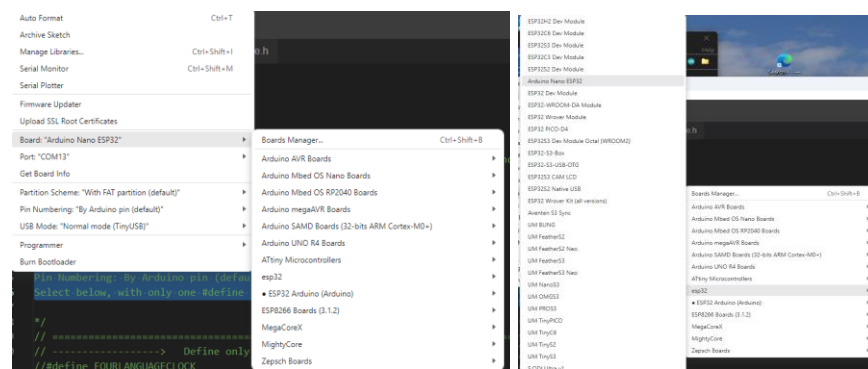 Auto Format Ctrl+T
Archive Sketch
Manage Libraries... Ctrl+Shift+I
Serial Monitor Ctrl+Shift+M
Serial Plotter
Firmware Updater
Upload SSL Root Certificates
Board: "Arduino Nano ESP32"
Port: "COM13"
Get Board Info
Partition Scheme: "With FAT partition (default)"
Pin Numbering: "By Arduino pin (default)"
USB Mode: "Normal mode (TinyUSB)"
Programmer
Burn Bootloader
Pin Numbering: By Arduino pin (defau
Select below, with only one #define
*/
// ---------------> Define only
//#define FOURLANGUAGECLOCK
Boards Manager... Ctrl+Shift+B
Arduino AVR Boards
Arduino Mbed OS Nano Boards
Arduino Mbed OS RP2040 Boards
Arduino megaAVR Boards
Arduino SAMD Boards (32-bits ARM Cortex-M0+)
Arduino UNO R4 Boards
ATtiny Microcontrollers
esp32
• ESP32 Arduino (Arduino)
ESP8266 Boards (3.1.2)
MegaCoreX
MightyCore
Zepsch Boards
ESP32H2 Dev Module
ESP32C6 Dev Module
ESP32S3 Dev Module
ESP32C3 Dev Module
ESP32S2 Dev Module
Arduino Nano ESP32
ESP32 Dev Module
ESP32-WROOM-DA Module
ESP32 Wrover Module
ESP32 PICO-D4
ESP32S3 Dev Module Octal (WROOM2)
ESP32-S3-Box
ESP32-S3-USB-OTG
ESP32S3 CAM LCD
ESP32S2 Native USB
ESP32 Wrover Kit (all versions)
Aventen S3 Sync
UM BLING
UM FeatherS2
UM FeatherS2 Neo
UM FeatherS3
UM FeatherS3 Neo
UM NanoS3
UM OMGS3
UM PROS3
UM TinyPICO
UM TinyC6
UM TinyS2
UM TinyS3
Help
Boards Manager... Ctrl+Shift+B
Arduino AVR Boards
Arduino Mbed OS Nano Boards
Arduino Mbed OS RP2040 Boards
Arduino megaAVR Boards
Arduino SAMD Boards (32-bits ARM Cortex-M0+)
Arduino UNO R4 Boards
ATtiny Microcontrollers
esp32
• ESP32 Arduino (Arduino)
ESP8266 Boards (3.1.2)
MegaCoreX
MightyCore
Zepsch Boards